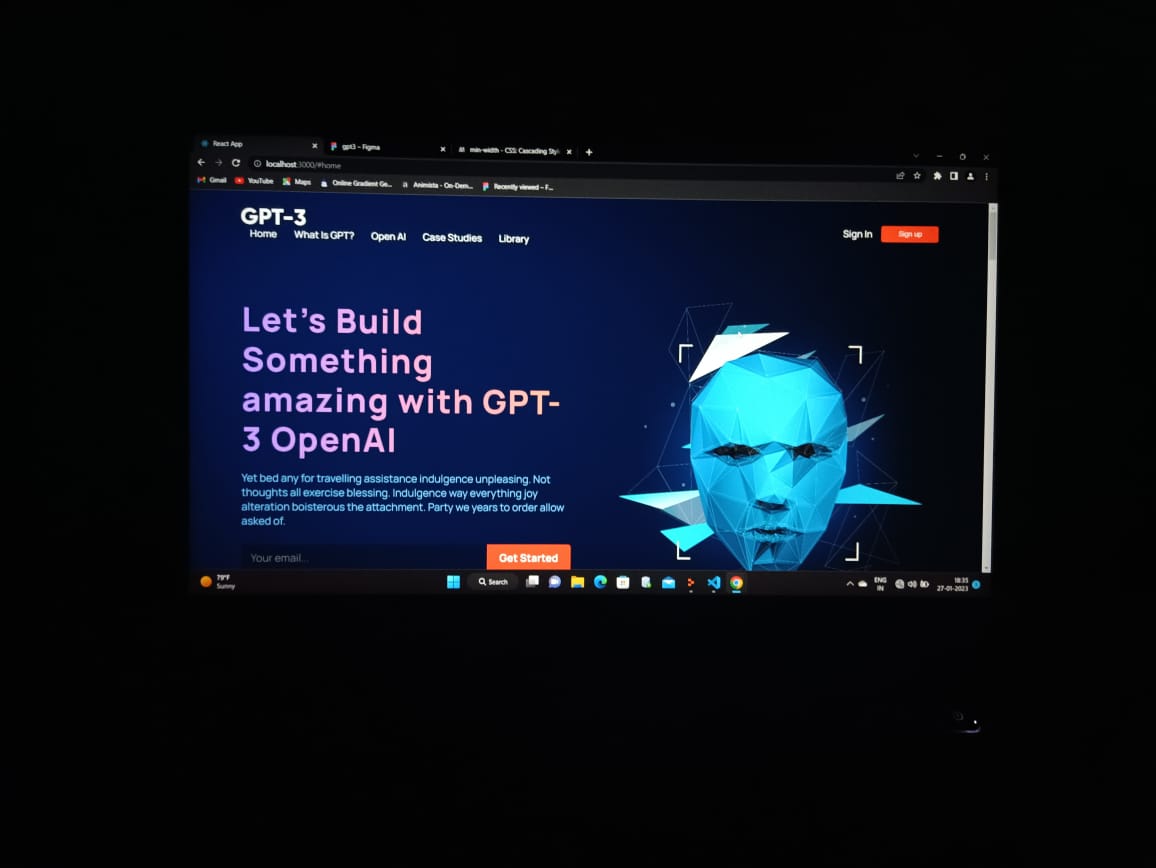 React App
gpt3 – Figma
min-width - CSS: Cascading Styl
localhost:3000/#home
Gmail YouTube Maps Online Gradient Ge... Animista - On-Dem... Recently viewed – F...
GPT-3
Home What Is GPT? Open AI Case Studies Library
Sign In Sign up
Let's Build
Something
amazing with GPT-
3 OpenAI
Yet bed any for travelling assistance indulgence unpleasing. Not
thoughts all exercise blessing. Indulgence way everything joy
alteration boisterous the attachment. Party we years to order allow
asked of.
Your email... Get Started
79°F
Sunny
Search
ENG
IN
18:35
27-01-2023